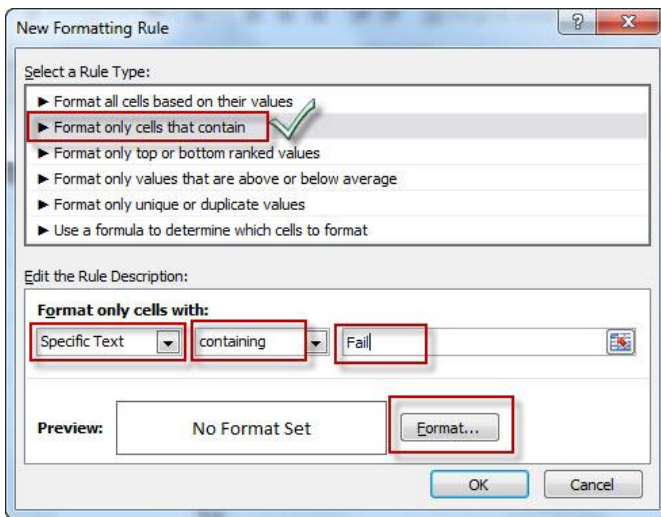 New Formatting Rule
Select a Rule Type:
► Format all cells based on their values
► Format only cells that contain
► Format only top or bottom ranked values
► Format only values that are above or below average
► Format only unique or duplicate values
► Use a formula to determine which cells to format
Edit the Rule Description:
Format only cells with:
Specific Text containing Fail
Preview: No Format Set Format...
OK Cancel